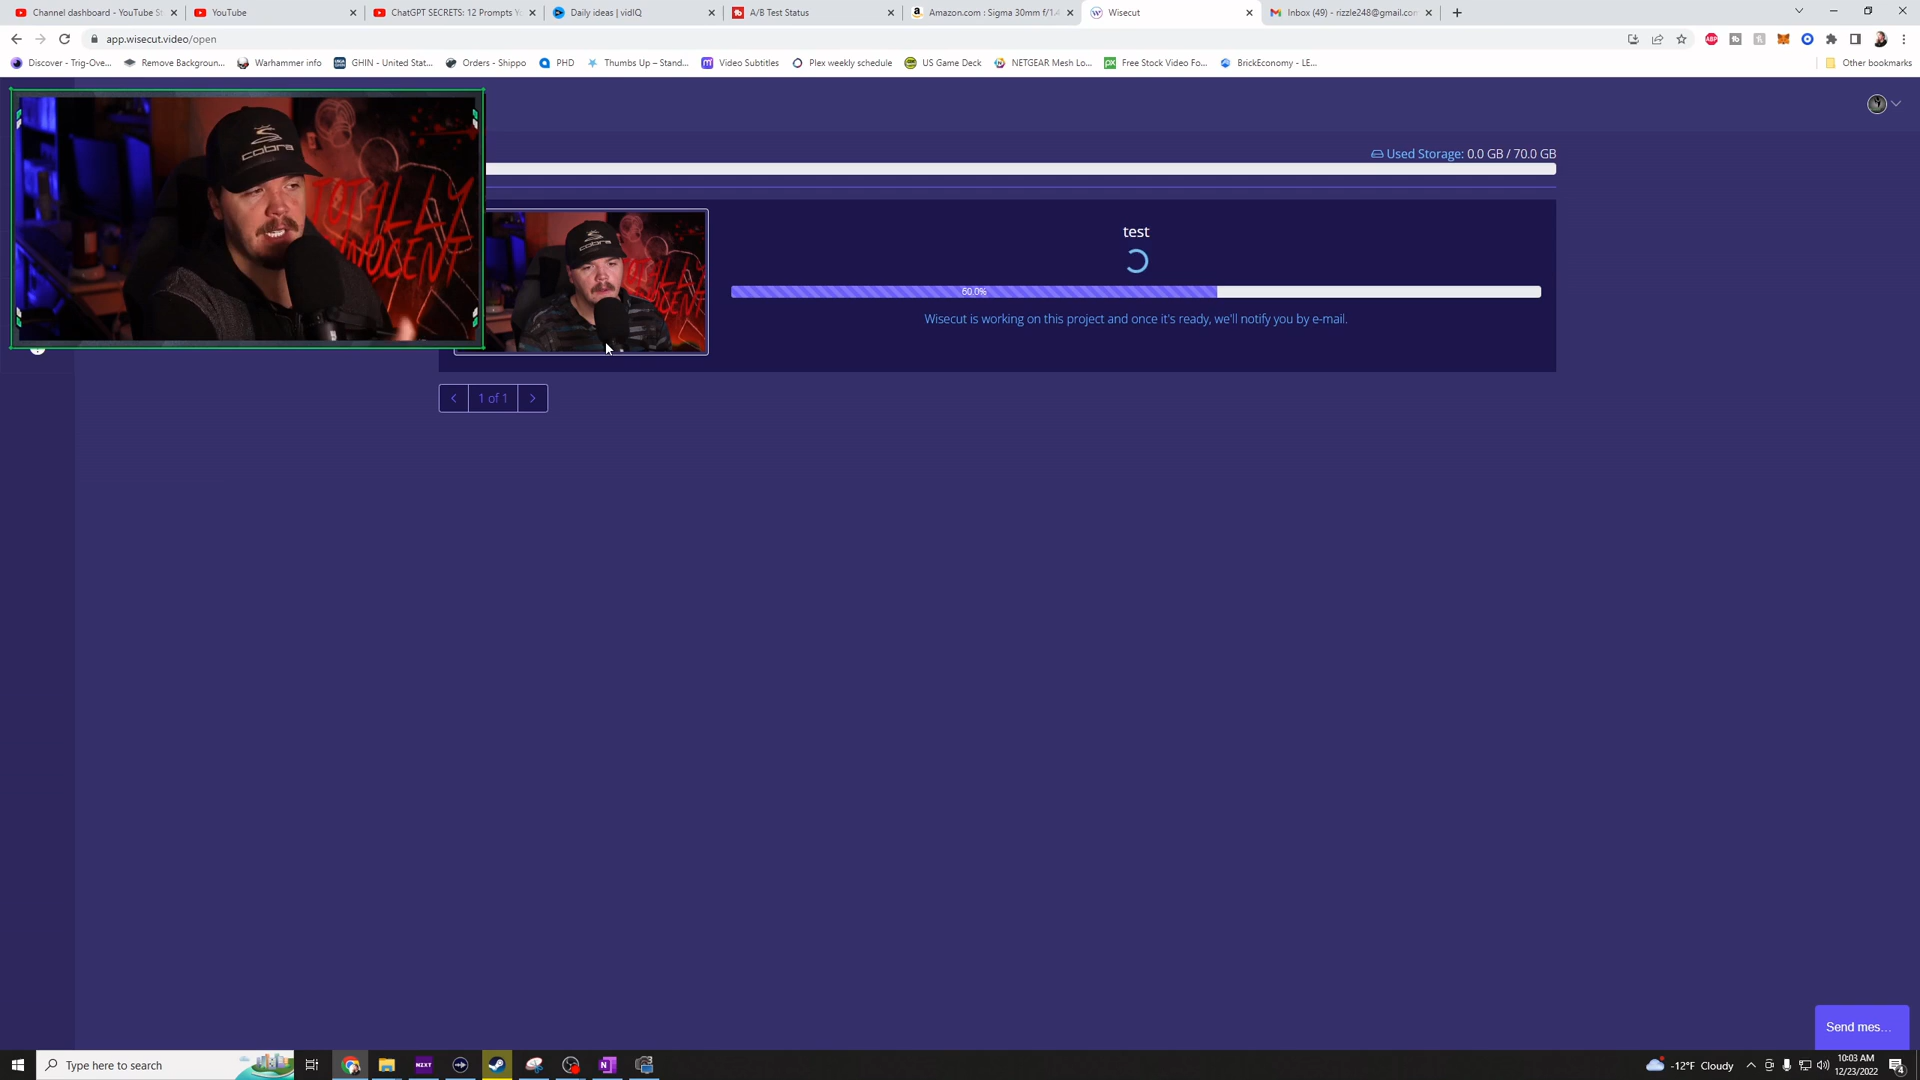 Channel dashboard - YouTube St
YouTube
ChatGPT SECRETS: 12 Prompts Y
Daily ideas | vidIQ
A/B Test Status
Amazon.com : Sigma 30mm f/1.4
Wisecut
Inbox (49) - rizzle248@gmail.com
app.wisecut.video/open
Discover - Trig-Ove...
Remove Backgroun...
Warhammer info
GHIN - United Stat...
Orders - Shippo
PHD
Thumbs Up – Stand...
Video Subtitles
Plex weekly schedule
US Game Deck
NETGEAR Mesh Lo...
Free Stock Video Fo...
BrickEconomy - LE...
Other bookmarks
cobra
TOTALLY
INNOCENT
Used Storage: 0.0 GB / 70.0 GB
cobra
test
60.0%
Wisecut is working on this project and once it's ready, we'll notify you by e-mail.
1 of 1
Send mes...
Type here to search
NZXT
-12°F Cloudy
10:03 AM
12/23/2022
4